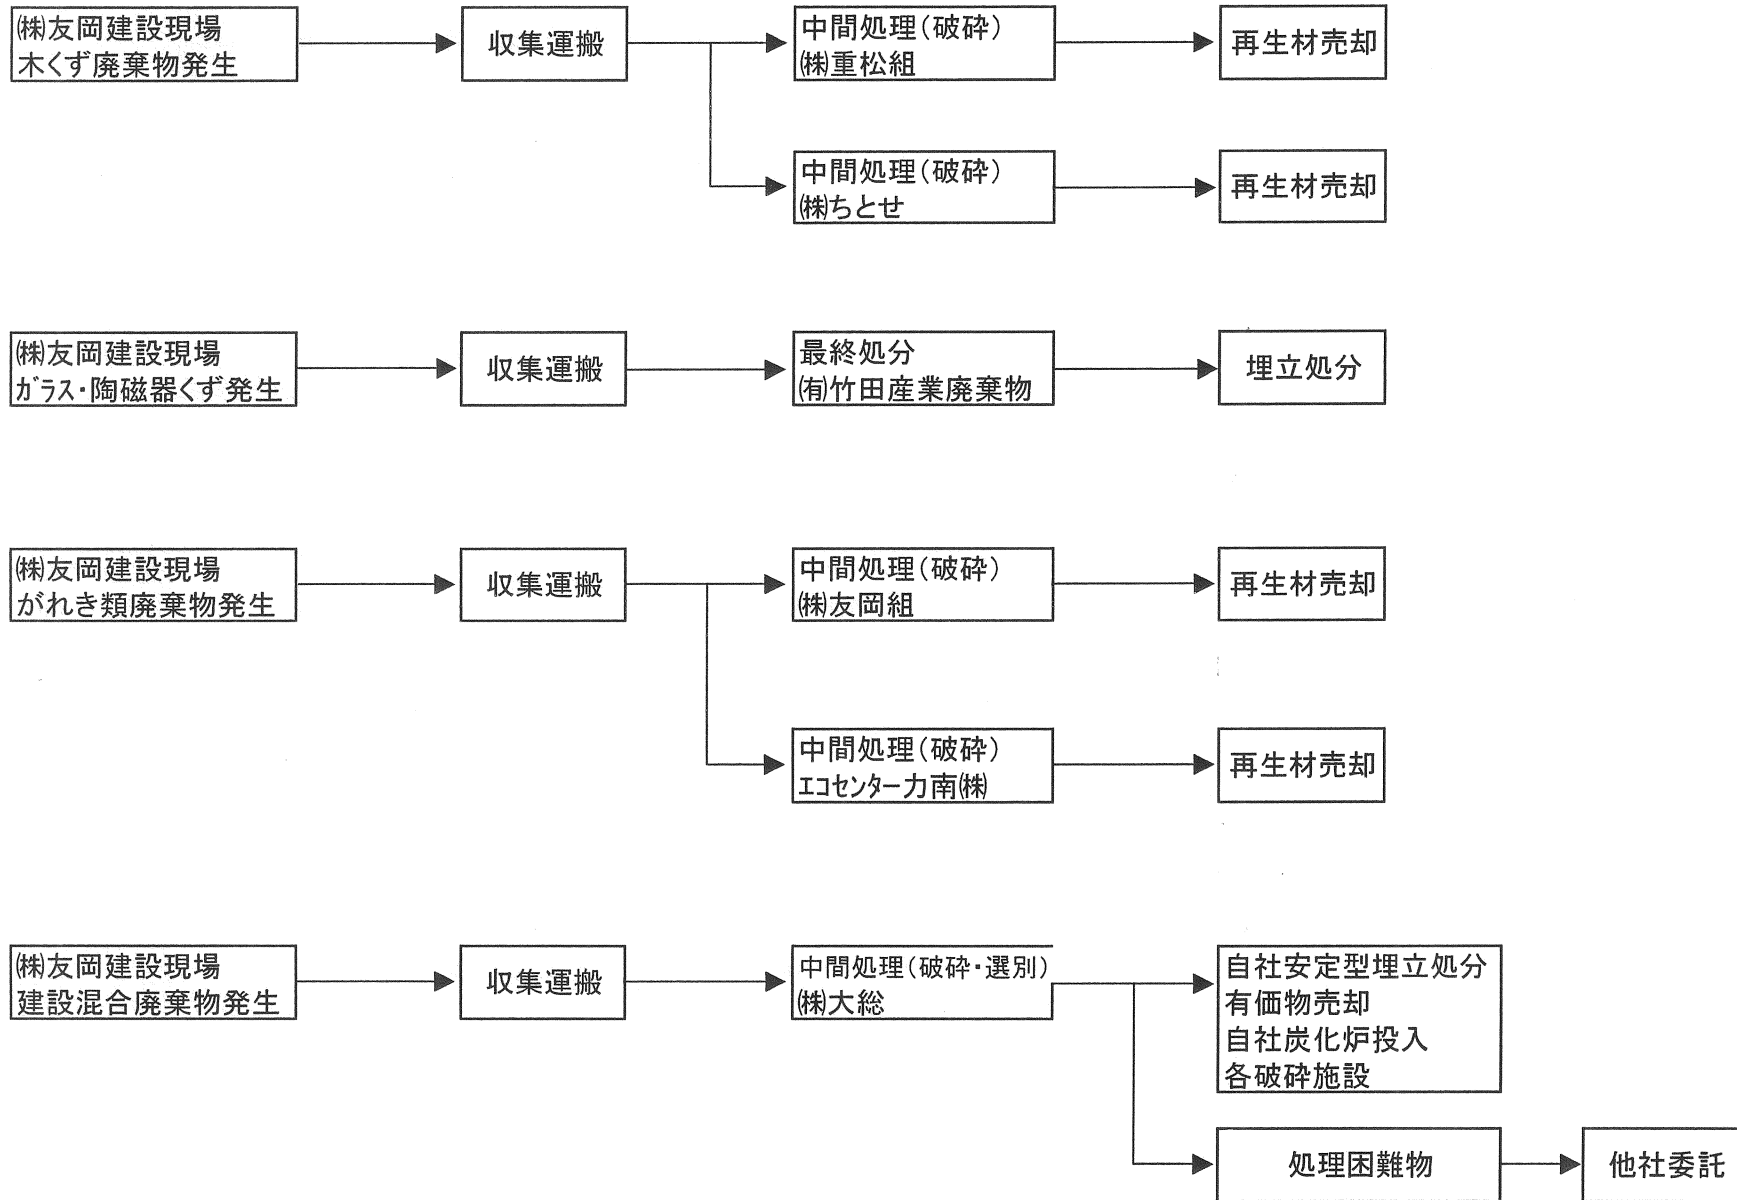 ㈱友岡建設現場
木くず廃棄物発生
収集運搬
中間処理(破砕)
㈱重松組
再生材売却
中間処理(破砕)
㈱ちとせ
再生材売却
㈱友岡建設現場
ｶﾞﾗｽ・陶磁器くず発生
収集運搬
最終処分
㈲竹田産業廃棄物
埋立処分
㈱友岡建設現場
がれき類廃棄物発生
収集運搬
中間処理(破砕)
㈱友岡組
再生材売却
中間処理(破砕)
ｴｺｾﾝﾀｰ力南㈱
再生材売却
㈱友岡建設現場
建設混合廃棄物発生
収集運搬
中間処理(破砕・選別)
㈱大総
自社安定型埋立処分
有価物売却
自社炭化炉投入
各破砕施設
処理困難物
他社委託